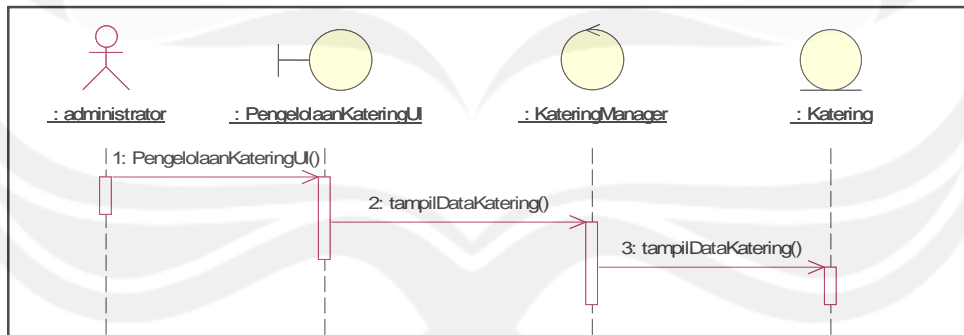 : administrator
: PengelolaanKateringUI
: KateringManager
: Katering
1: PengelolaanKateringUI()
2: tampilDataKatering()
3: tampilDataKatering()